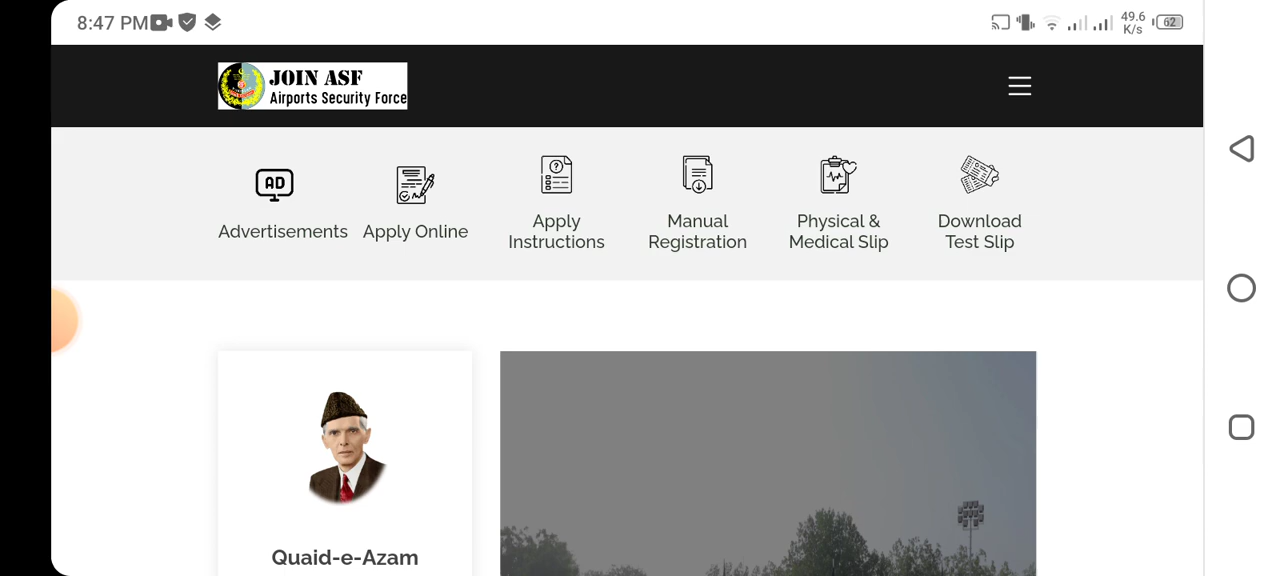 8:47 PM
49.6
K/s
62
JOIN ASF
Airports Security Force
AD
Advertisements
Apply Online
Apply
Instructions
Manual
Registration
Physical &
Medical Slip
Download
Test Slip
Quaid-e-Azam